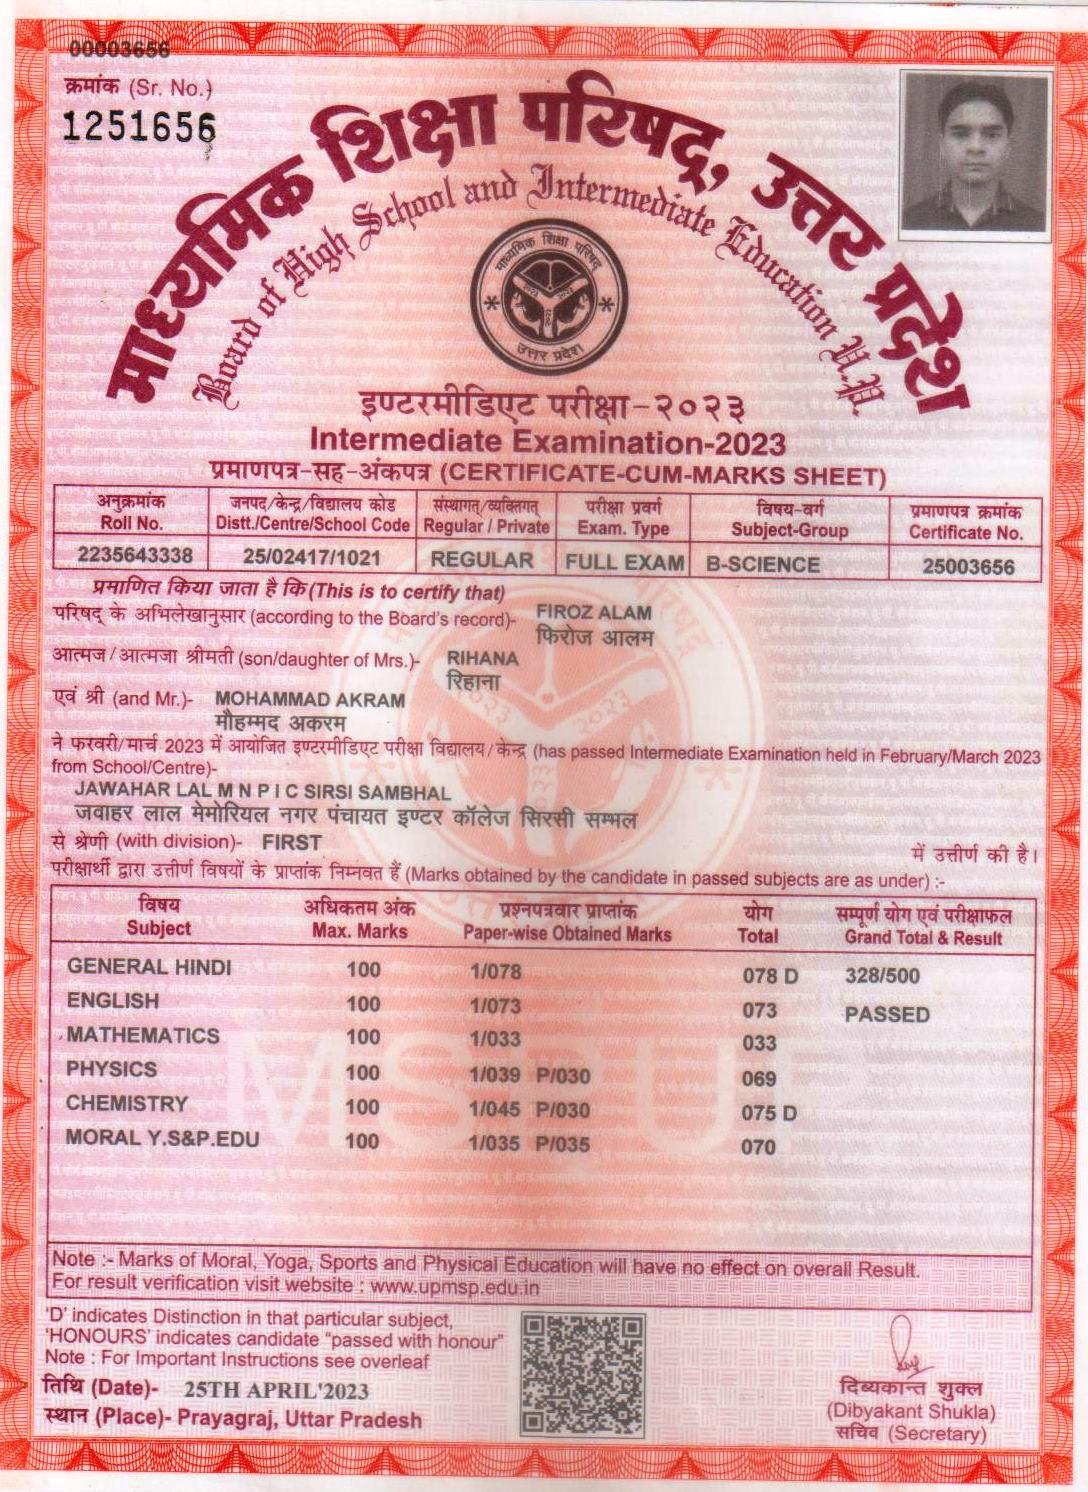 00003656
क्रमांक (Sr. No.)
1251656
माध्यमिक शिक्षा परिषद्, उत्तर प्रदेश
Board of High School and Intermediate Education U.P.
माध्यमिक शिक्षा परिषद
उत्तर प्रदेश
इण्टरमीडिएट परीक्षा-२०२३
Intermediate Examination-2023
प्रमाणपत्र-सह-अंकपत्र (CERTIFICATE-CUM-MARKS SHEET)
अनुक्रमांक जनपद/केन्द्र/विद्यालय कोड संस्थागत/व्यक्तिगत परीक्षा प्रवर्ग विषय-वर्ग प्रमाणपत्र क्रमांक
Roll No. Distt./Centre/School Code Regular / Private Exam. Type Subject-Group Certificate No.
2235643338 25/02417/1021 REGULAR FULL EXAM B-SCIENCE 25003656
प्रमाणित किया जाता है कि (This is to certify that)
परिषद् के अभिलेखानुसार (according to the Board's record)- FIROZ ALAM
फिरोज आलम
आत्मज/आत्मजा श्रीमती (son/daughter of Mrs.)- RIHANA
रिहाना
एवं श्री (and Mr.)- MOHAMMAD AKRAM
मौहम्मद अकरम
ने फरवरी/मार्च 2023 में आयोजित इण्टरमीडिएट परीक्षा विद्यालय/केन्द्र (has passed Intermediate Examination held in February/March 2023
from School/Centre)-
JAWAHAR LAL M N P I C SIRSI SAMBHAL
जवाहर लाल मेमोरियल नगर पंचायत इण्टर कॉलेज सिरसी सम्भल
से श्रेणी (with division)- FIRST में उत्तीर्ण की है।
परीक्षार्थी द्वारा उत्तीर्ण विषयों के प्राप्तांक निम्नवत हैं (Marks obtained by the candidate in passed subjects are as under) :-
विषय अधिकतम अंक प्रश्नपत्रवार प्राप्तांक योग सम्पूर्ण योग एवं परीक्षाफल
Subject Max. Marks Paper-wise Obtained Marks Total Grand Total & Result
GENERAL HINDI 100 1/078 078 D 328/500
ENGLISH 100 1/073 073 PASSED
MATHEMATICS 100 1/033 033
PHYSICS 100 1/039 P/030 069
CHEMISTRY 100 1/045 P/030 075 D
MORAL Y.S&P.EDU 100 1/035 P/035 070
Note :- Marks of Moral, Yoga, Sports and Physical Education will have no effect on overall Result.
For result verification visit website : www.upmsp.edu.in
'D' indicates Distinction in that particular subject,
'HONOURS' indicates candidate "passed with honour"
Note : For Important Instructions see overleaf
तिथि (Date)- 25TH APRIL'2023
स्थान (Place)- Prayagraj, Uttar Pradesh
दिब्यकान्त शुक्ल
(Dibyakant Shukla)
सचिव (Secretary)